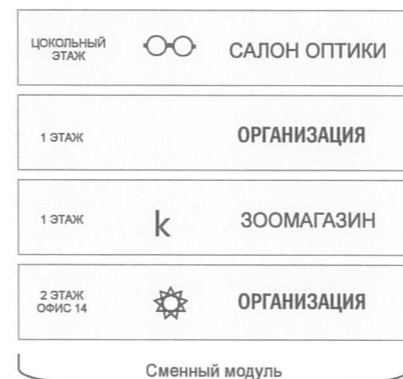 ЦОКОЛЬНЫЙ
ЭТАЖ
САЛОН ОПТИКИ
1 ЭТАЖ
ОРГАНИЗАЦИЯ
1 ЭТАЖ
k
ЗООМАГАЗИН
2 ЭТАЖ
ОФИС 14
ОРГАНИЗАЦИЯ
Сменный модуль